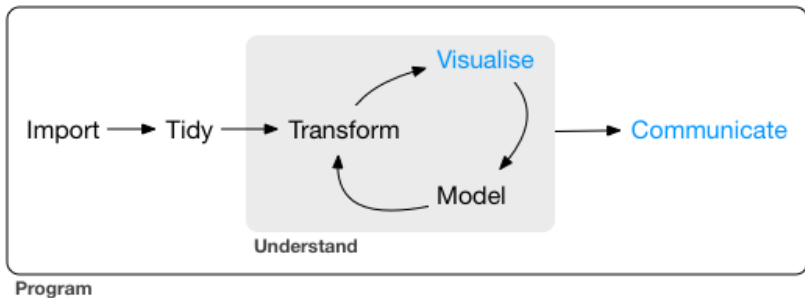 Visualise
Import
Tidy
Transform
Communicate
Model
Understand
Program